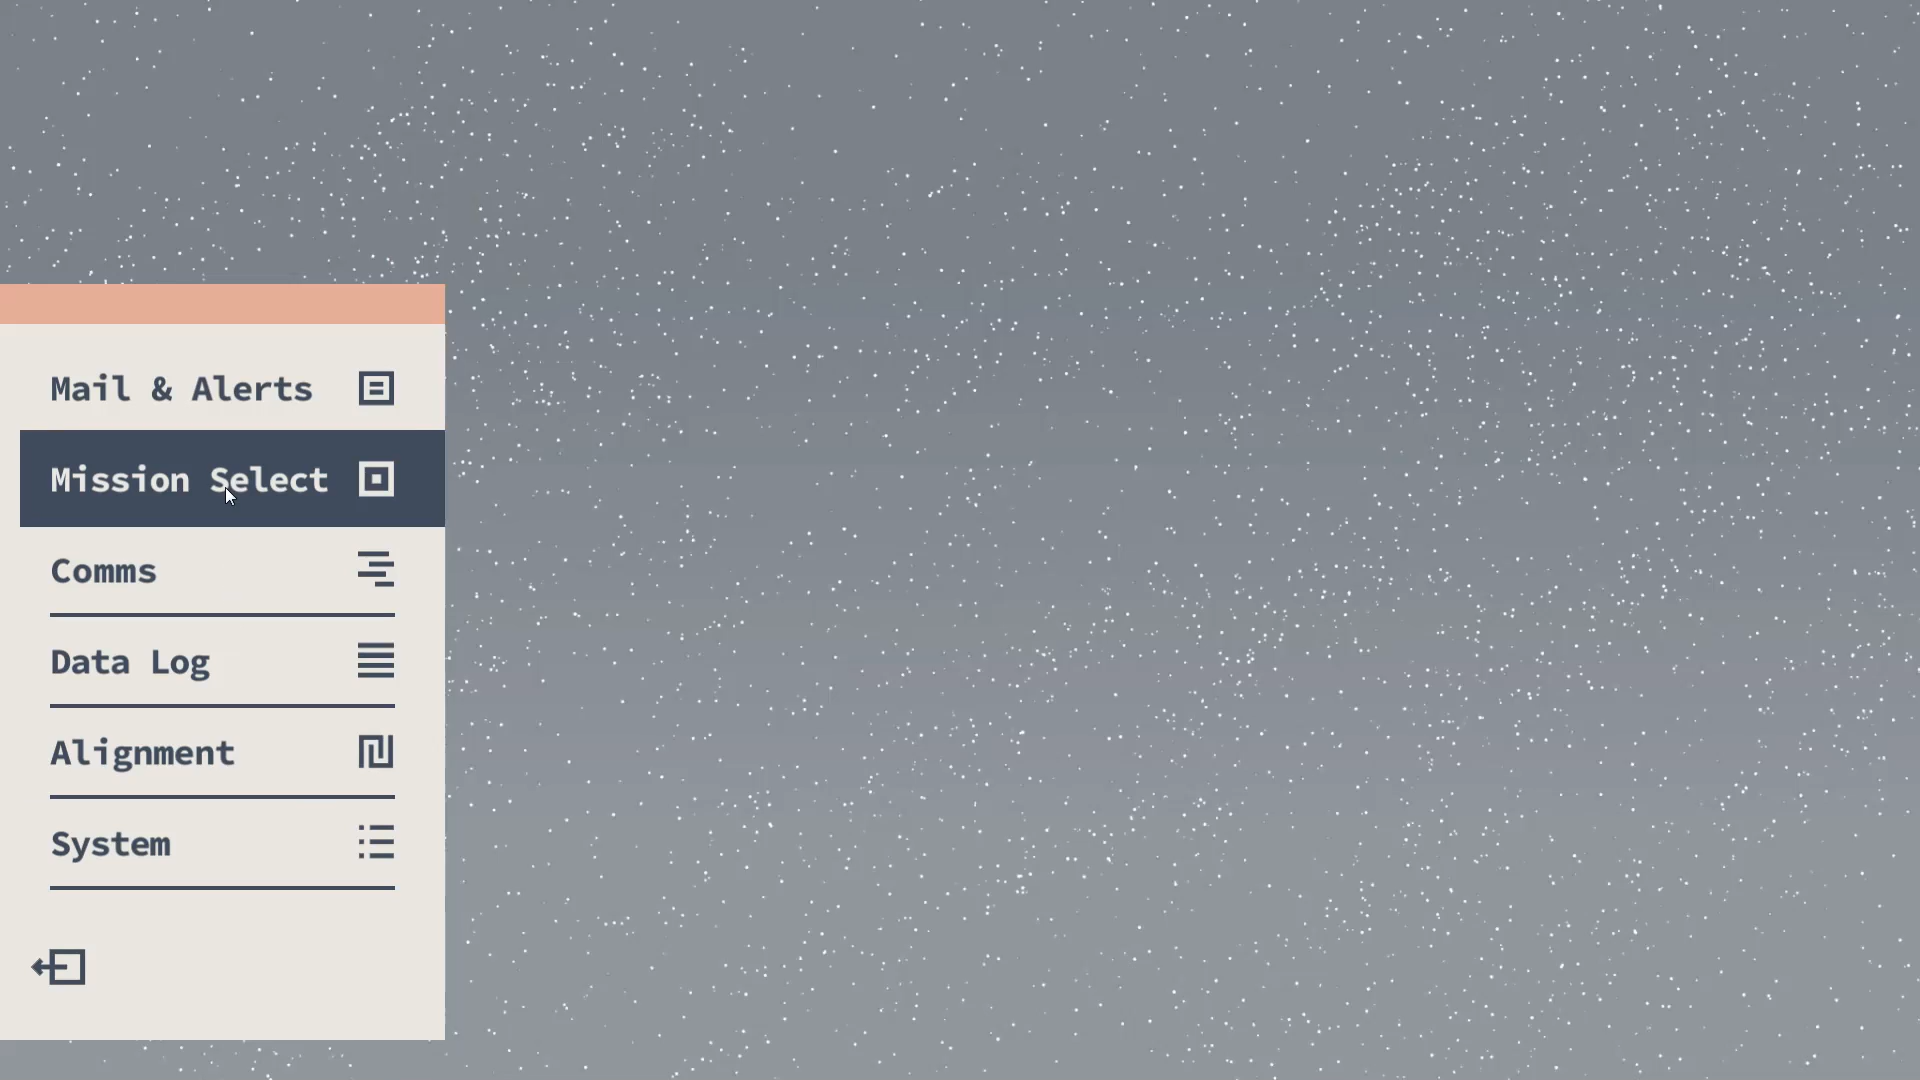 Mail & Alerts
Mission Select
Comms
Data Log
Alignment
System